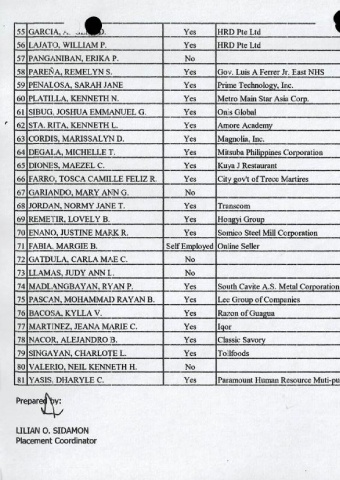 55 GARCIA, Yes HRD Pte Ltd
56 LAJATO, WILLIAM P. Yes HRD Pte Ltd
57 PANGANIBAN, ERIKA P. No
58 PAREÑA, REMELYN S. Yes Gov. Luis A Ferrer Jr. East NHS
59 PENALOSA, SARAH JANE Yes Prime Technology, Inc.
60 PLATILLA, KENNETH N. Yes Metro Main Star Asia Corp.
61 SIBUG, JOSHUA EMMANUEL G. Yes Onis Global
62 STA. RITA, KENNETH L. Yes Amore Academy
63 CORDIS, MARISSALYN D. Yes Magnolia, Inc.
64 DEGALA, MICHELLE T. Yes Mitsuba Philippines Corporation
65 DIONES, MAEZEL C. Yes Kuya J Restaurant
66 FARRO, TOSCA CAMILLE FELIZ R. Yes City gov't of Trece Martires
67 GARIANDO, MARY ANN G. No
68 JORDAN, NORMY JANE T. Yes Transcom
69 REMETIR, LOVELY B. Yes Hongyi Group
70 ENANO, JUSTINE MARK R. Yes Somico Steel Mill Corporation
71 FABIA, MARGIE B. Self Employed Online Seller
72 GATDULA, CARLA MAE C. No
73 LLAMAS, JUDY ANN L. No
74 MADLANGBAYAN, RYAN P. Yes South Cavite A.S. Metal Corporation
75 PASCAN, MOHAMMAD RAYAN B. Yes Lee Group of Companies
76 BACOSA, KYLLA V. Yes Razon of Guagua
77 MARTINEZ, JEANA MARIE C. Yes Iqor
78 NACOR, ALEJANDRO B. Yes Classic Savory
79 SINGAYAN, CHARLOTE L. Yes Tollfoods
80 VALERIO, NEIL KENNETH H. No
81 YASIS, DHARYLE C. Yes Paramount Human Resource Muti-pu
Prepared by:
LILIAN O. SIDAMON
Placement Coordinator